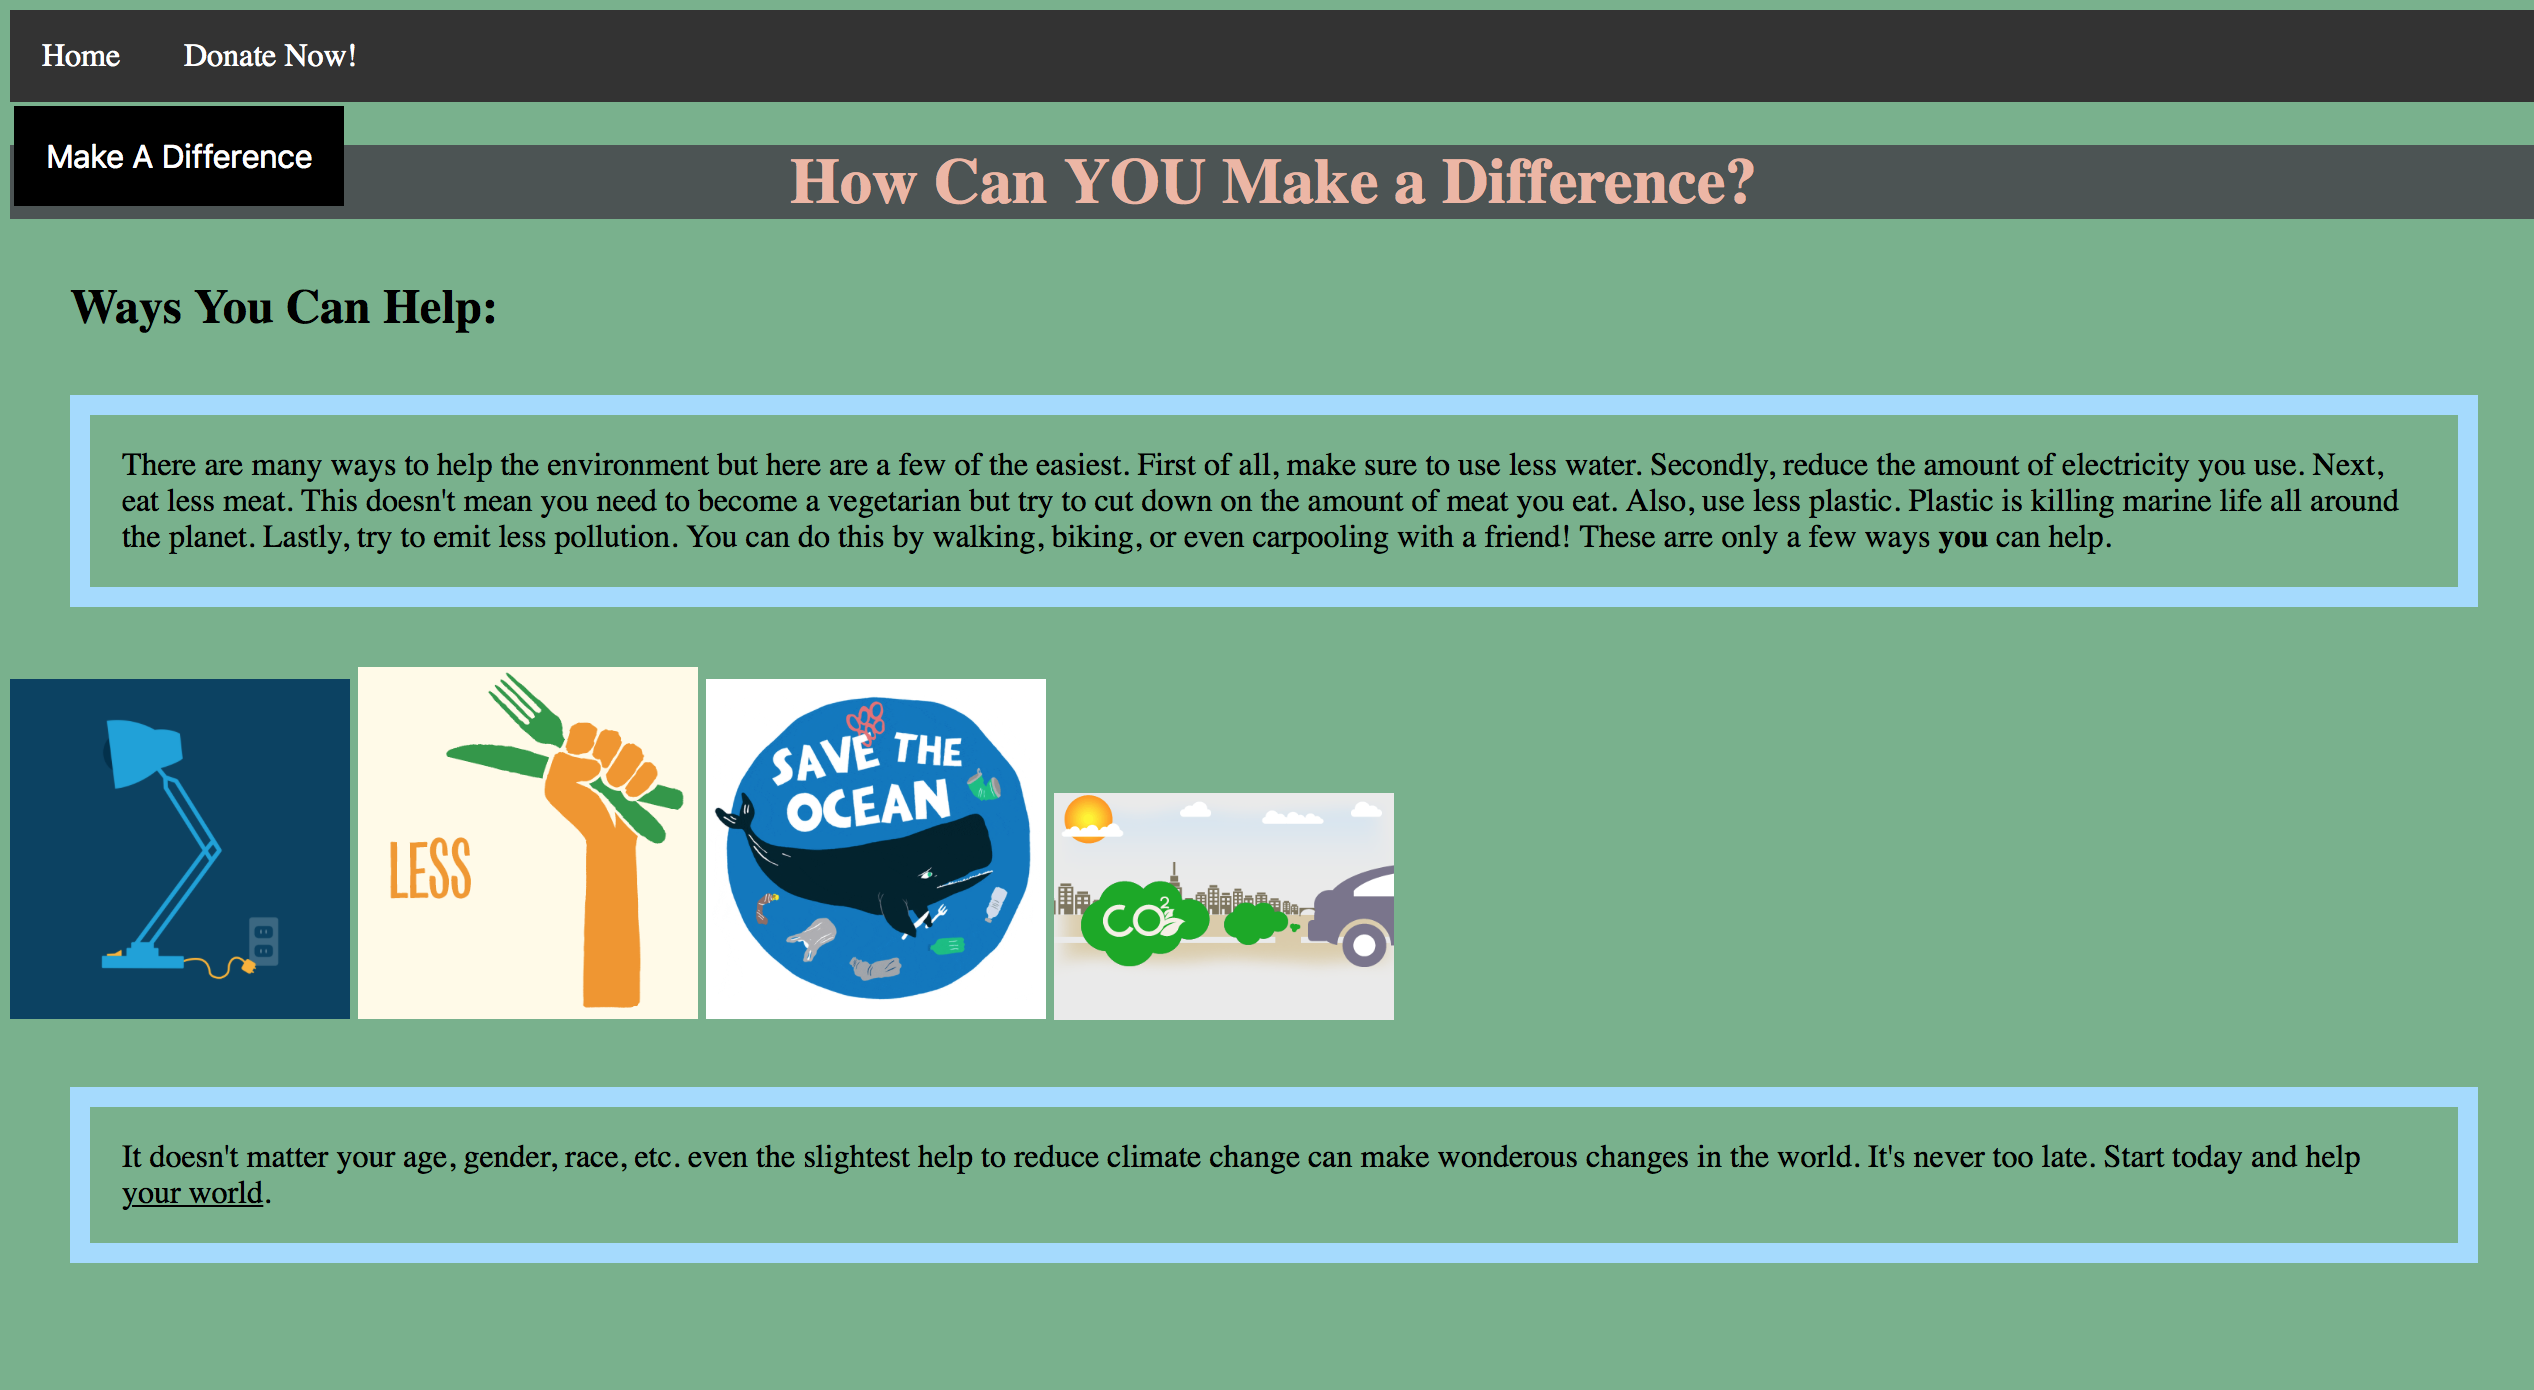 Home Donate Now!
Make A Difference
How Can YOU Make a Difference?
Ways You Can Help:
There are many ways to help the environment but here are a few of the easiest. First of all, make sure to use less water. Secondly, reduce the amount of electricity you use. Next,
eat less meat. This doesn't mean you need to become a vegetarian but try to cut down on the amount of meat you eat. Also, use less plastic. Plastic is killing marine life all around
the planet. Lastly, try to emit less pollution. You can do this by walking, biking, or even carpooling with a friend! These arre only a few ways you can help.
LESS
SAVE THE
OCEAN
CO²
It doesn't matter your age, gender, race, etc. even the slightest help to reduce climate change can make wonderous changes in the world. It's never too late. Start today and help
your world.